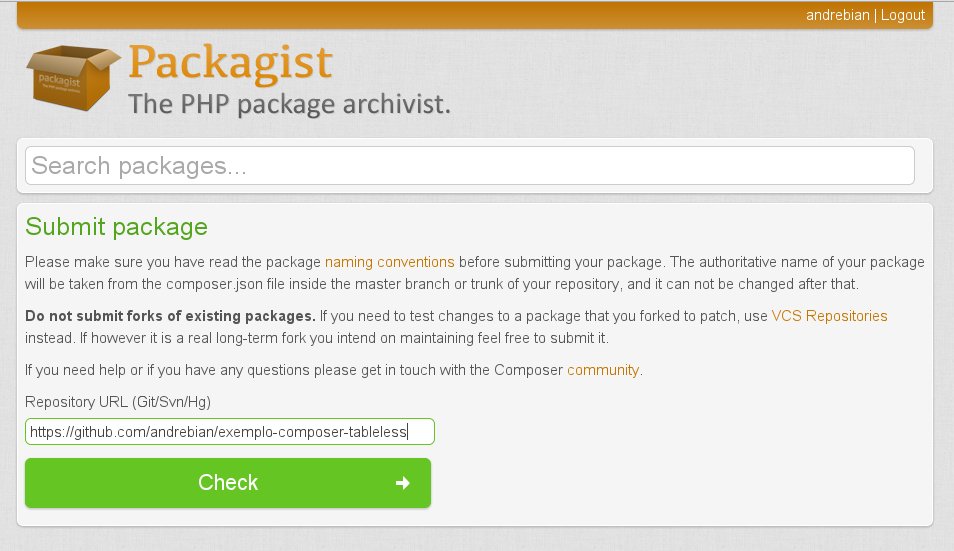 andrebian | Logout
packagist
The PHP package archivist.
Packagist
The PHP package archivist.
Search packages...
Submit package
Please make sure you have read the package naming conventions before submitting your package. The authoritative name of your package
will be taken from the composer.json file inside the master branch or trunk of your repository, and it can not be changed after that.
Do not submit forks of existing packages. If you need to test changes to a package that you forked to patch, use VCS Repositories
instead. If however it is a real long-term fork you intend on maintaining feel free to submit it.
If you need help or if you have any questions please get in touch with the Composer community.
Repository URL (Git/Svn/Hg)
https://github.com/andrebian/exemplo-composer-tableless
Check